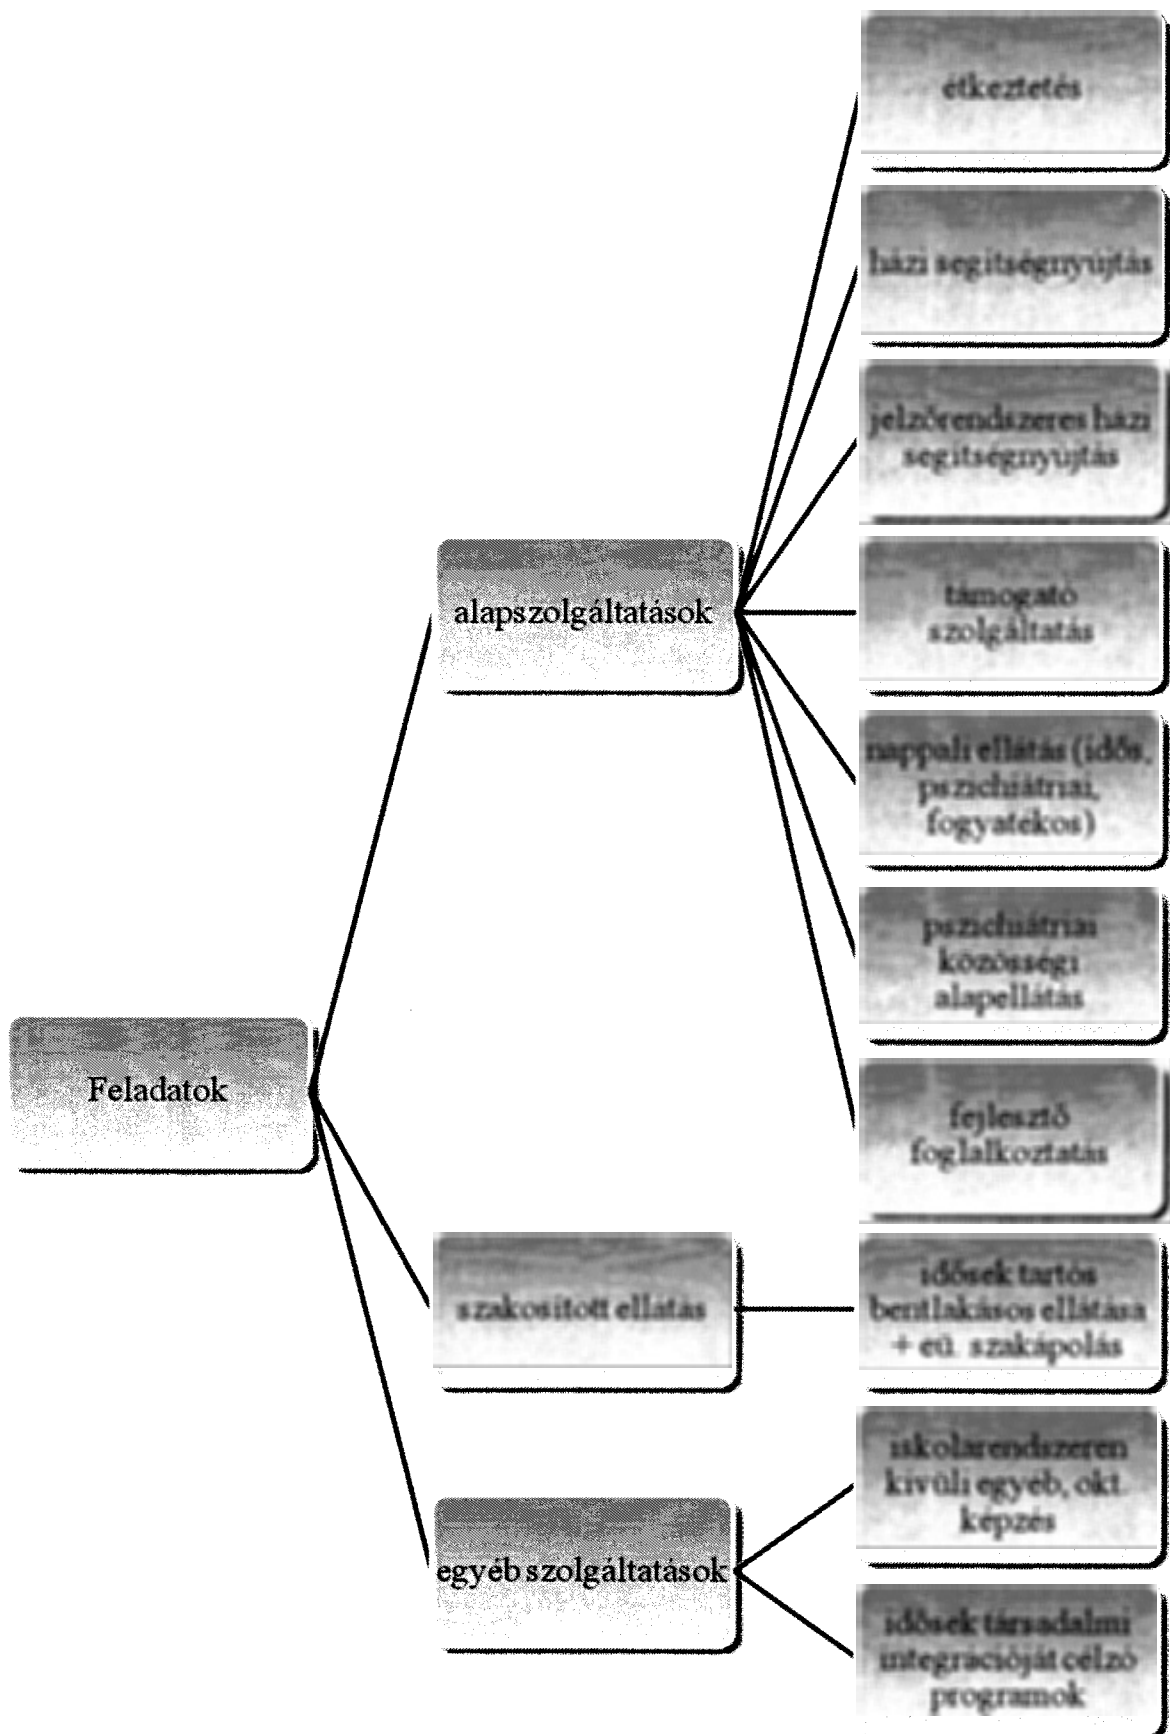 étkeztetés
házi segítségnyújtás
jelzőrendszeres házi
segítségnyújtás
alapszolgáltatások
támogató
szolgáltatás
nappali ellátás (idős,
pszichiátriai,
fogyatékos)
pszichiátriai
közösségi
alapellátás
Feladatok
fejlesztő
foglalkoztatás
szakosított ellátás
idősek tartós
bentlakásos ellátása
+ eü. szakápolás
egyéb szolgáltatások
iskolarendszeren
kívüli egyéb, okt.
képzés
idősek társadalmi
integrációját célzó
programok